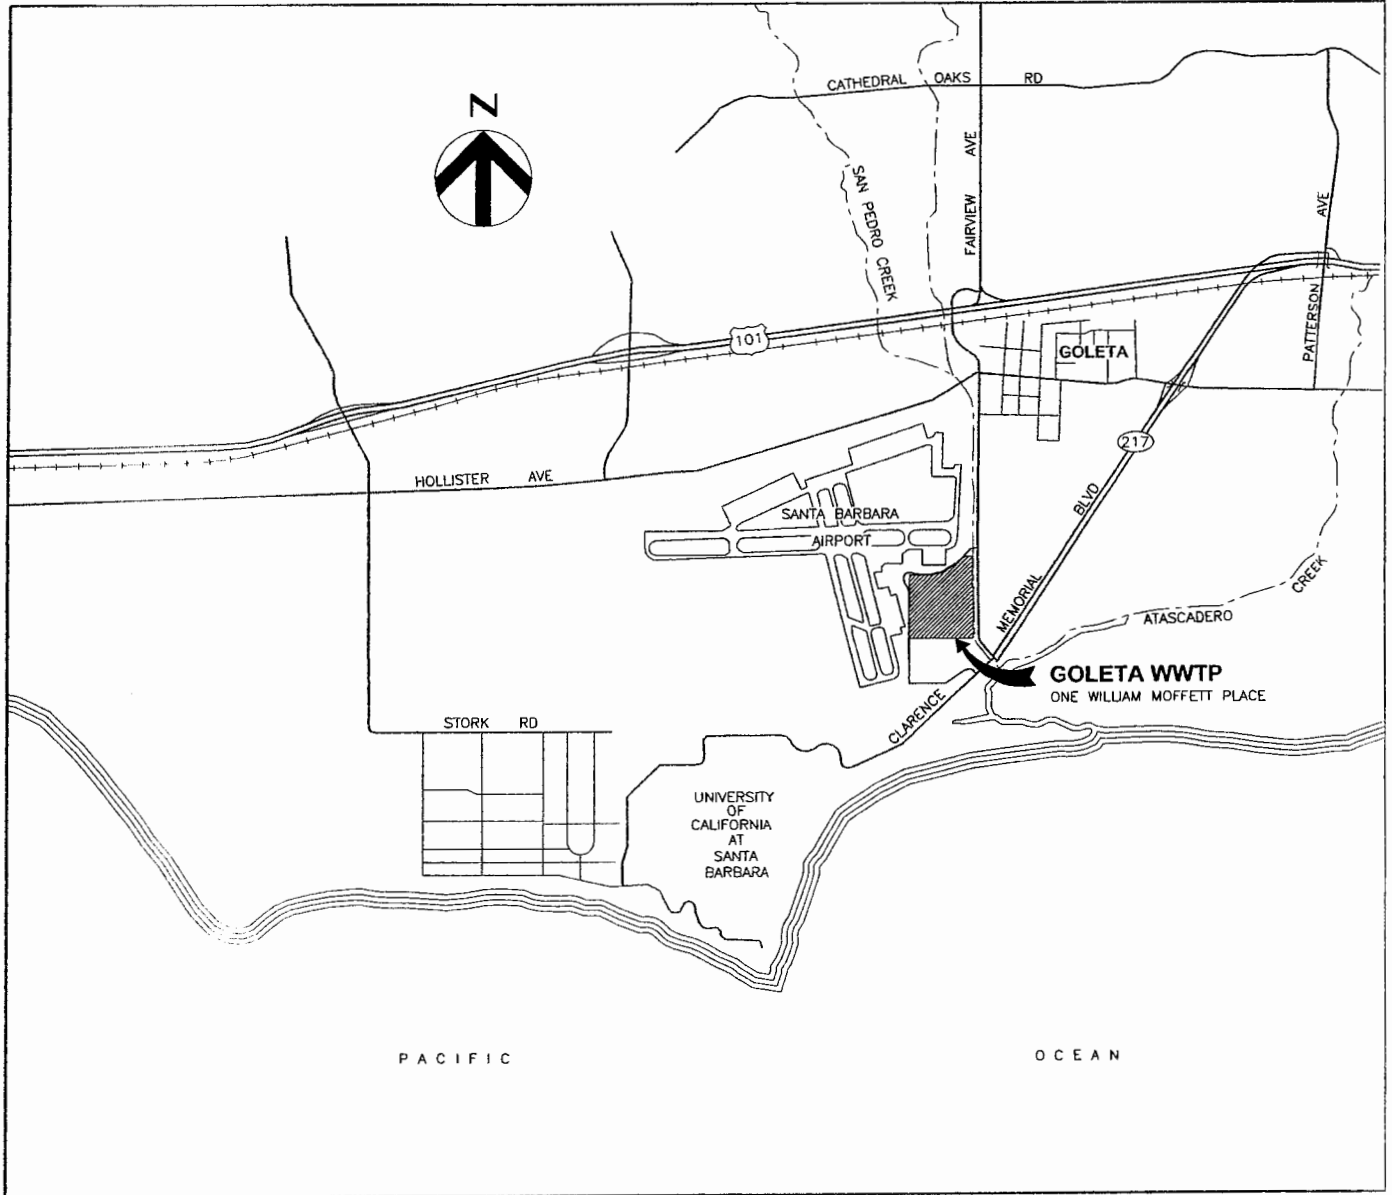 N
CATHEDRAL OAKS RD
SAN PEDRO CREEK
FAIRVIEW AVE
PATTERSON AVE
101
GOLETA
217
HOLLISTER AVE
SANTA BARBARA
AIRPORT
CLARENCE MEMORIAL BLVD
ATASCADERO CREEK
GOLETA WWTP
ONE WILLIAM MOFFETT PLACE
STORK RD
UNIVERSITY
OF
CALIFORNIA
AT
SANTA
BARBARA
PACIFIC OCEAN